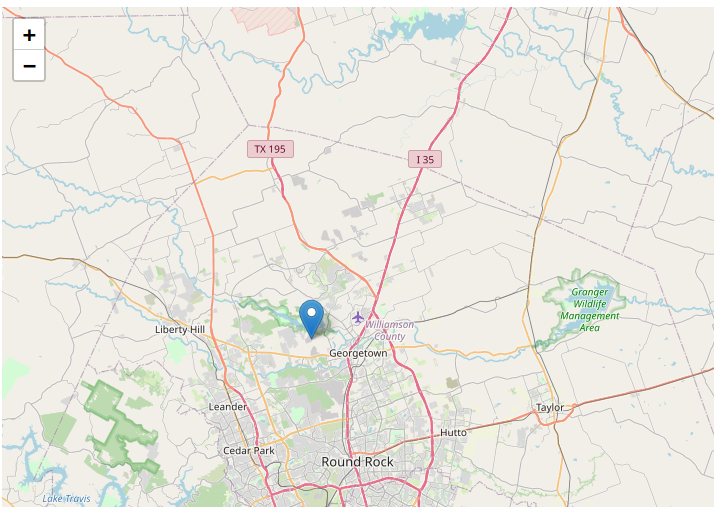 +
−
TX 195
I 35
Granger
Wildlife
Management
Area
Williamson
County
Liberty Hill
Georgetown
Leander
Taylor
Hutto
Cedar Park
Round Rock
Lake Travis